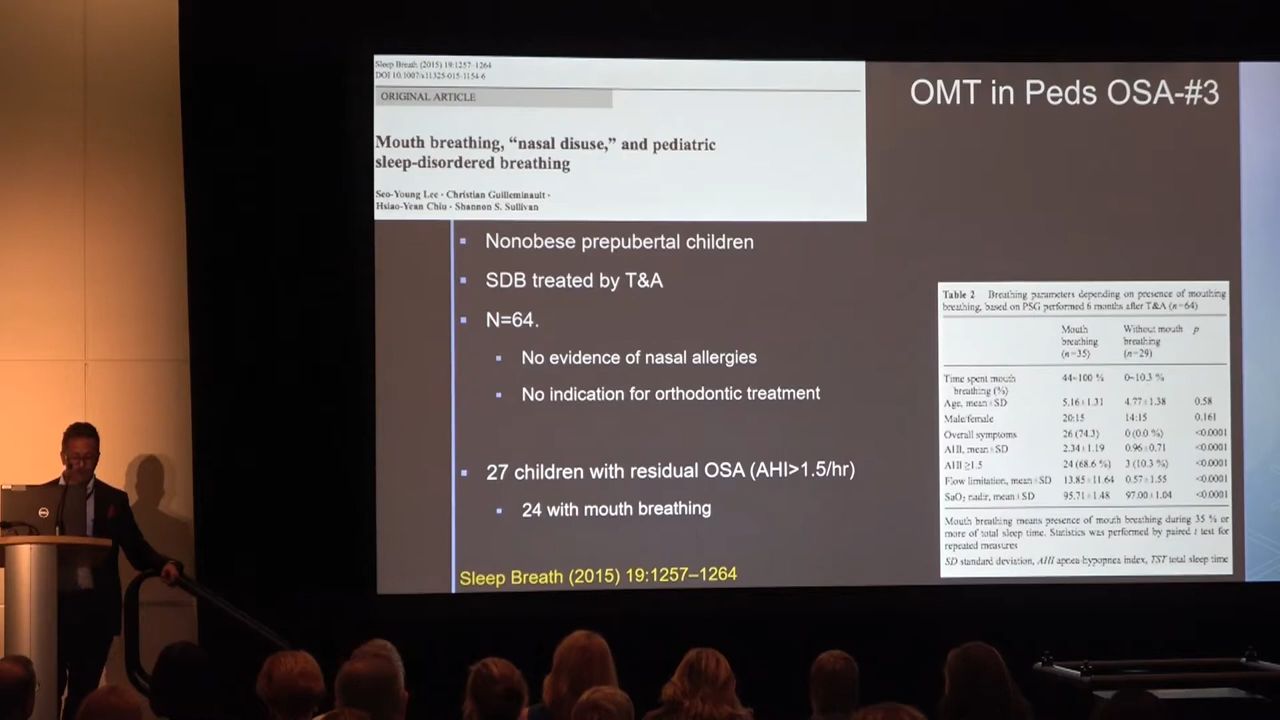 Sleep Breath (2015) 19:1257–1264
DOI 10.1007/s11325-015-1154-6
ORIGINAL ARTICLE
Mouth breathing, “nasal disuse,” and pediatric
sleep-disordered breathing
Seo-Young Lee · Christian Guilleminault ·
Hsiao-Yean Chiu · Shannon S. Sullivan
OMT in Peds OSA-#3
Nonobese prepubertal children
SDB treated by T&A
N=64.
No evidence of nasal allergies
No indication for orthodontic treatment
27 children with residual OSA (AHI>1.5/hr)
24 with mouth breathing
Sleep Breath (2015) 19:1257–1264
Table 2 Breathing parameters depending on presence of mouthing
breathing, based on PSG performed 6 months after T&A (n=64)
Mouth breathing (n=35) Without mouth breathing (n=29) p
Time spent mouth breathing (%) 44–100 % 0–10.3 %
Age, mean±SD 5.16±1.31 4.77±1.38 0.58
Male/female 20:15 14:15 0.161
Overall symptoms 26 (74.3) 0 (0.0 %) <0.0001
AHI, mean±SD 2.34±1.19 0.96±0.71 <0.0001
AHI ≥1.5 24 (68.6 %) 3 (10.3 %) <0.0001
Flow limitation, mean±SD 13.85±11.64 0.57±1.55 <0.0001
SaO2 nadir, mean±SD 95.71±1.48 97.00±1.04 <0.0001
Mouth breathing means presence of mouth breathing during 35 % or
more of total sleep time. Statistics was performed by paired t test for
repeated measures
SD standard deviation, AHI apnea-hypopnea index, TST total sleep time
DELL